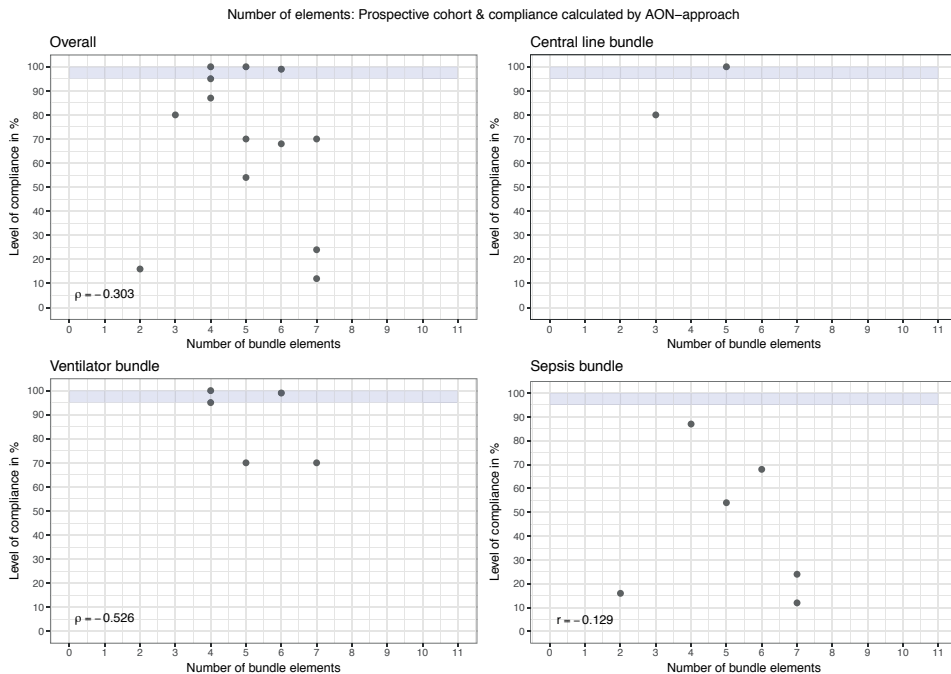 Number of elements: Prospective cohort & compliance calculated by AON−approach
Overall
Level of compliance in %
100
90
80
70
60
50
40
30
20
10
0
ρ = −0.303
0 1 2 3 4 5 6 7 8 9 10 11
Number of bundle elements
Central line bundle
Level of compliance in %
100
90
80
70
60
50
40
30
20
10
0
0 1 2 3 4 5 6 7 8 9 10 11
Number of bundle elements
Ventilator bundle
Level of compliance in %
100
90
80
70
60
50
40
30
20
10
0
ρ = −0.526
0 1 2 3 4 5 6 7 8 9 10 11
Number of bundle elements
Sepsis bundle
Level of compliance in %
100
90
80
70
60
50
40
30
20
10
0
r = −0.129
0 1 2 3 4 5 6 7 8 9 10 11
Number of bundle elements